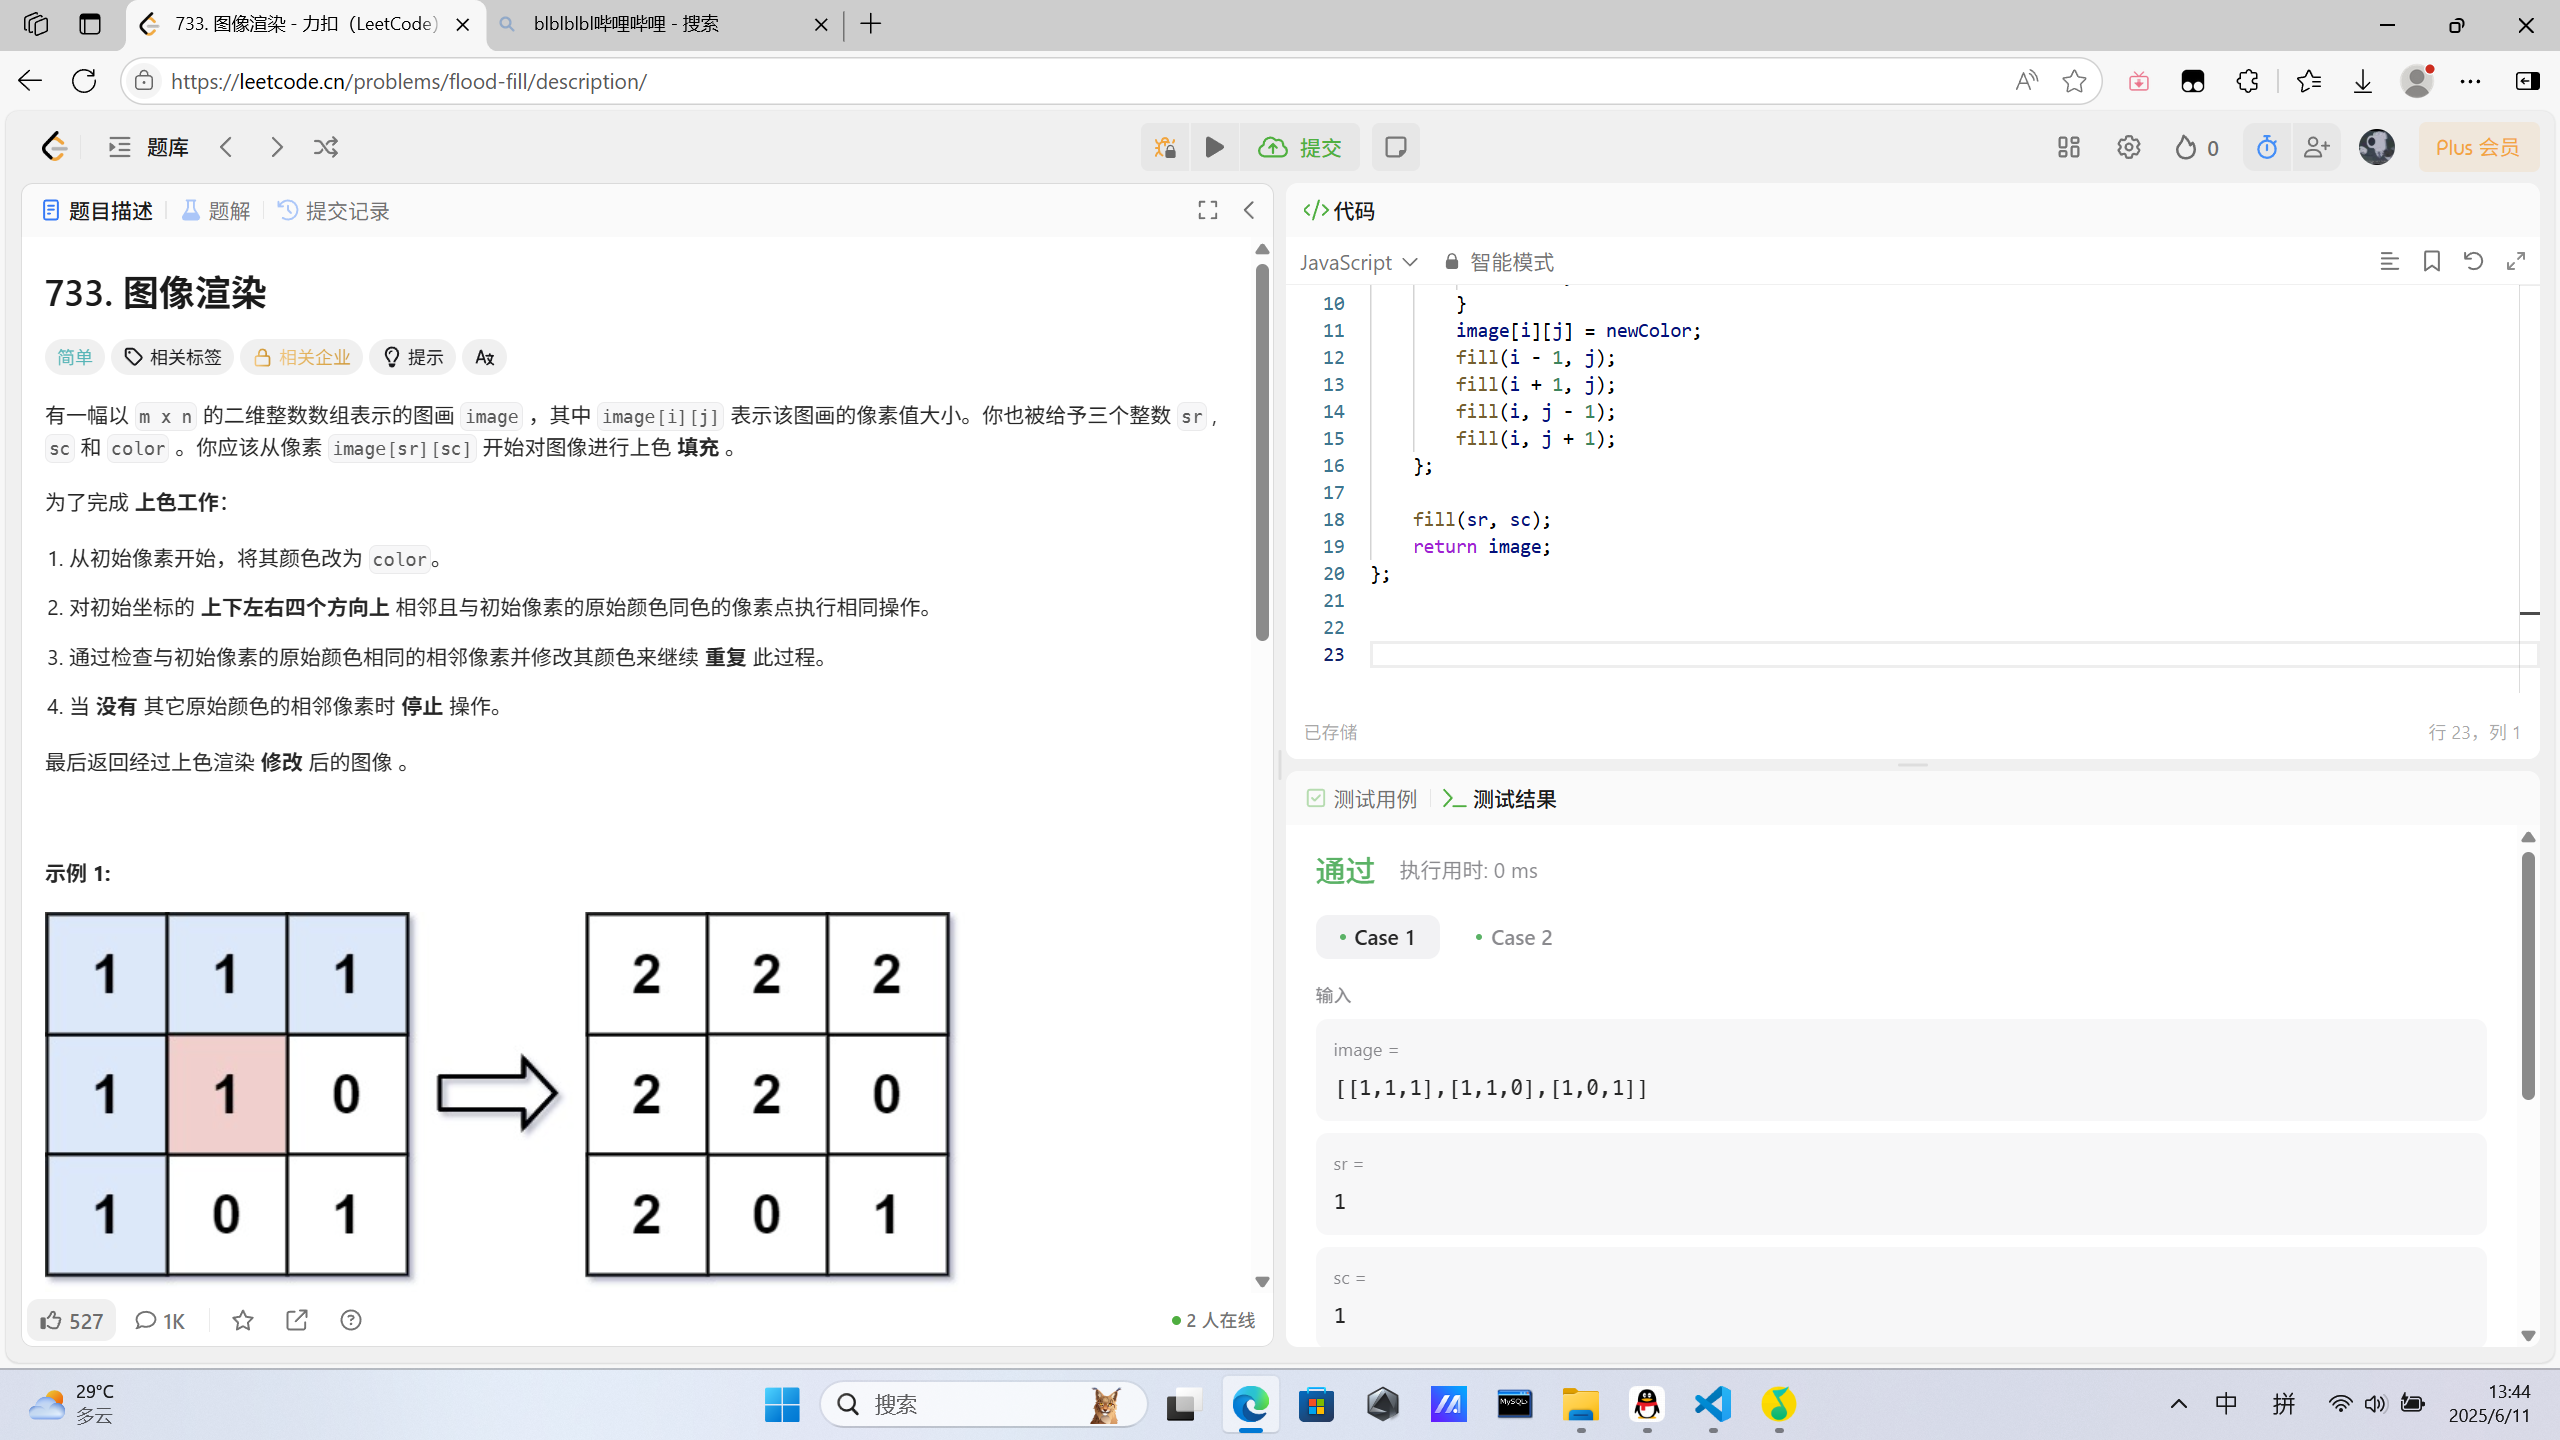 733. 图像渲染 - 力扣（LeetCode）
blblblbl哔哩哔哩 - 搜索
https://leetcode.cn/problems/flood-fill/description/
题库
提交
0
Plus 会员
题目描述
题解
提交记录
733. 图像渲染
简单
相关标签
相关企业
提示
有一幅以 m x n 的二维整数数组表示的图画 image ，其中 image[i][j] 表示该图画的像素值大小。你也被给予三个整数 sr ,
sc 和 color 。你应该从像素 image[sr][sc] 开始对图像进行上色 填充 。
为了完成 上色工作：
1. 从初始像素开始，将其颜色改为 color。
2. 对初始坐标的 上下左右四个方向上 相邻且与初始像素的原始颜色同色的像素点执行相同操作。
3. 通过检查与初始像素的原始颜色相同的相邻像素并修改其颜色来继续 重复 此过程。
4. 当 没有 其它原始颜色的相邻像素时 停止 操作。
最后返回经过上色渲染 修改 后的图像 。
示例 1:
1 1 1 2 2 2
1 1 0 2 2 0
1 0 1 2 0 1
527
1K
2 人在线
代码
JavaScript
智能模式
10 }
11 image[i][j] = newColor;
12 fill(i - 1, j);
13 fill(i + 1, j);
14 fill(i, j - 1);
15 fill(i, j + 1);
16 };
17
18 fill(sr, sc);
19 return image;
20 };
21
22
23
已存储
行 23，列 1
测试用例
测试结果
通过
执行用时: 0 ms
Case 1
Case 2
输入
image =
[[1,1,1],[1,1,0],[1,0,1]]
sr =
1
sc =
1
29°C
多云
搜索
MySQL
中
拼
13:44
2025/6/11